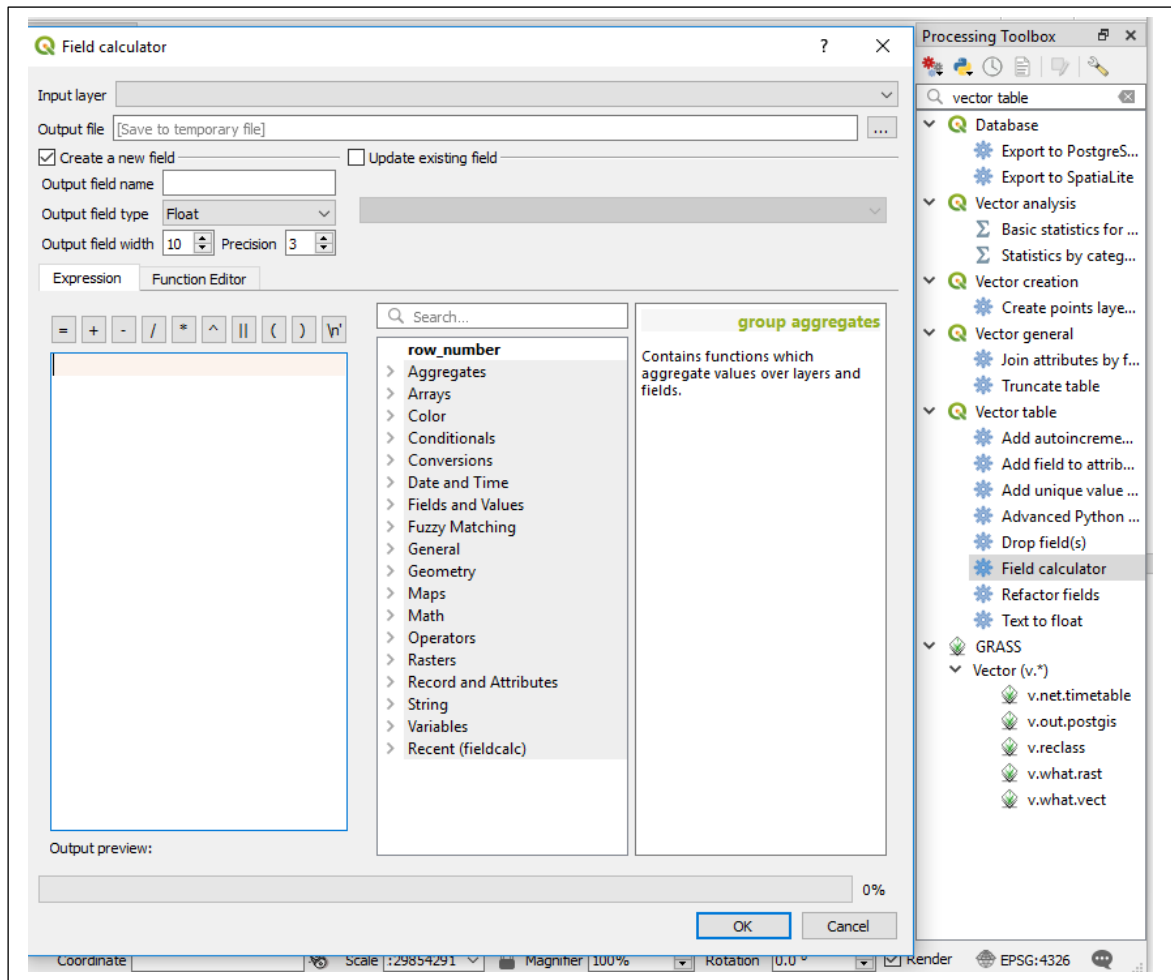 Field calculator
? ×
Input layer
Output file [Save to temporary file] ...
Create a new field
Update existing field
Output field name
Output field type Float
Output field width 10 Precision 3
Expression Function Editor
= + - / * ^ || ( ) \n'
Search...
row_number
Aggregates
Arrays
Color
Conditionals
Conversions
Date and Time
Fields and Values
Fuzzy Matching
General
Geometry
Maps
Math
Operators
Rasters
Record and Attributes
String
Variables
Recent (fieldcalc)
group aggregates
Contains functions which
aggregate values over layers and
fields.
Output preview:
0%
OK Cancel
Processing Toolbox
vector table
Database
Export to PostgreS...
Export to SpatiaLite
Vector analysis
Basic statistics for ...
Statistics by categ...
Vector creation
Create points laye...
Vector general
Join attributes by f...
Truncate table
Vector table
Add autoincreme...
Add field to attrib...
Add unique value ...
Advanced Python ...
Drop field(s)
Field calculator
Refactor fields
Text to float
GRASS
Vector (v.*)
v.net.timetable
v.out.postgis
v.reclass
v.what.rast
v.what.vect
Coordinate Scale :29854291 Magnifier 100% Rotation 0.0 ° Render EPSG:4326